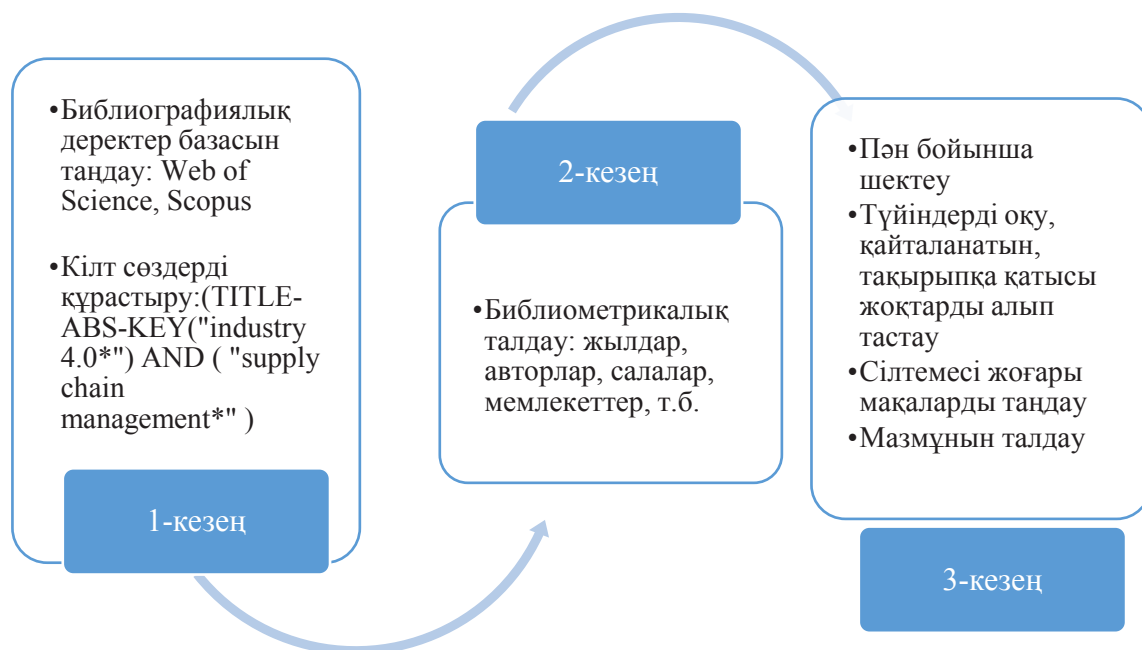 •Библиографиялық
деректер базасын
таңдау: Web of
Science, Scopus
•Кілт сөздерді
құрастыру:(TITLE-
ABS-KEY("industry
4.0*") AND ( "supply
chain
management*" )
1-кезең
2-кезең
•Библиометрикалық
талдау: жылдар,
авторлар, салалар,
мемлекеттер, т.б.
•Пән бойынша
шектеу
•Түйіндерді оқу,
қайталанатын,
тақырыпқа қатысы
жоқтарды алып
тастау
•Сілтемесі жоғары
мақаларды таңдау
•Мазмұнын талдау
3-кезең